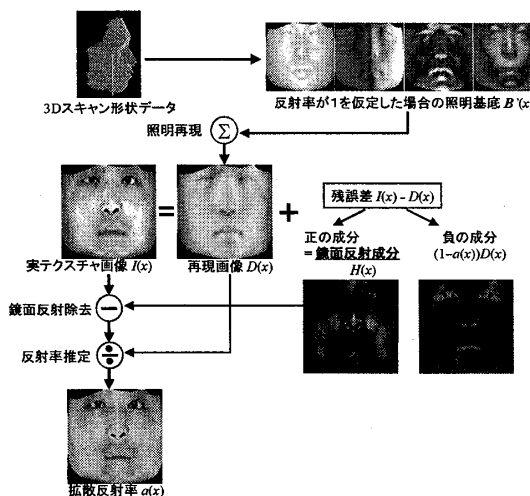 3Dスキャン形状データ
反射率が1を仮定した場合の照明基底 B'(x
照明再現
Σ
残誤差 I(x) - D(x)
=
+
正の成分
=鏡面反射成分
H(x)
負の成分
(1-a(x))D(x)
実テクスチャ画像 I(x)
再現画像 D(x)
鏡面反射除去
−
反射率推定
÷
拡散反射率 a(x)